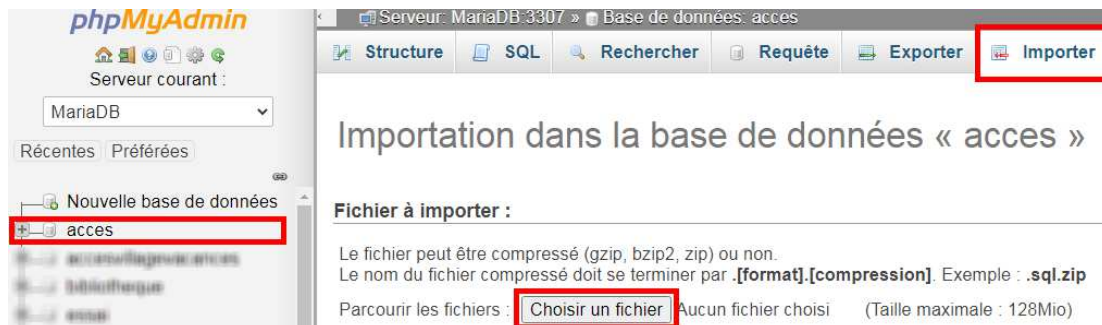 phpMyAdmin
Serveur courant :
MariaDB
Récentes Préférées
Nouvelle base de données
acces
Serveur: MariaDB:3307 » Base de données: acces
Structure SQL Rechercher Requête Exporter Importer
Importation dans la base de données « acces »
Fichier à importer :
Le fichier peut être compressé (gzip, bzip2, zip) ou non.
Le nom du fichier compressé doit se terminer par .[format].[compression]. Exemple : .sql.zip
Parcourir les fichiers : Choisir un fichier Aucun fichier choisi (Taille maximale : 128Mio)